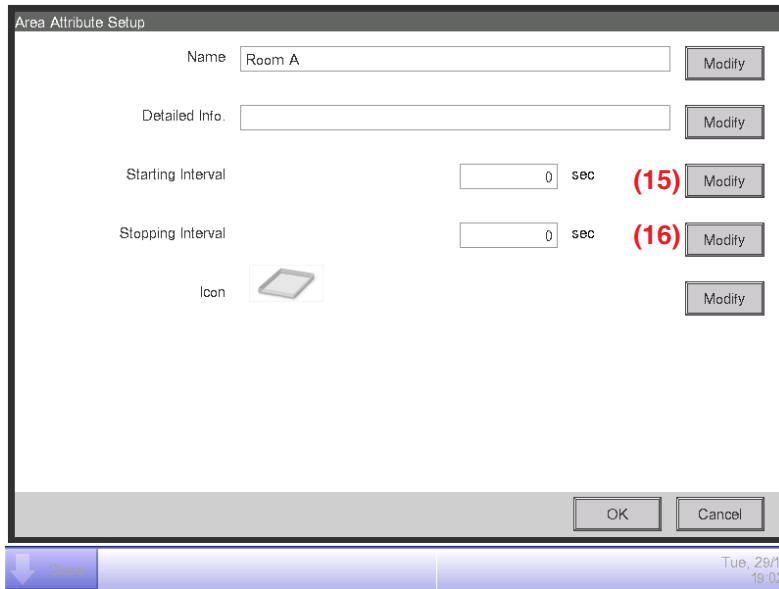 Area Attribute Setup
Name Room A Modify
Detailed Info. Modify
Starting Interval 0 sec (15) Modify
Stopping Interval 0 sec (16) Modify
Icon Modify
OK Cancel
Tue, 29/1
19:02